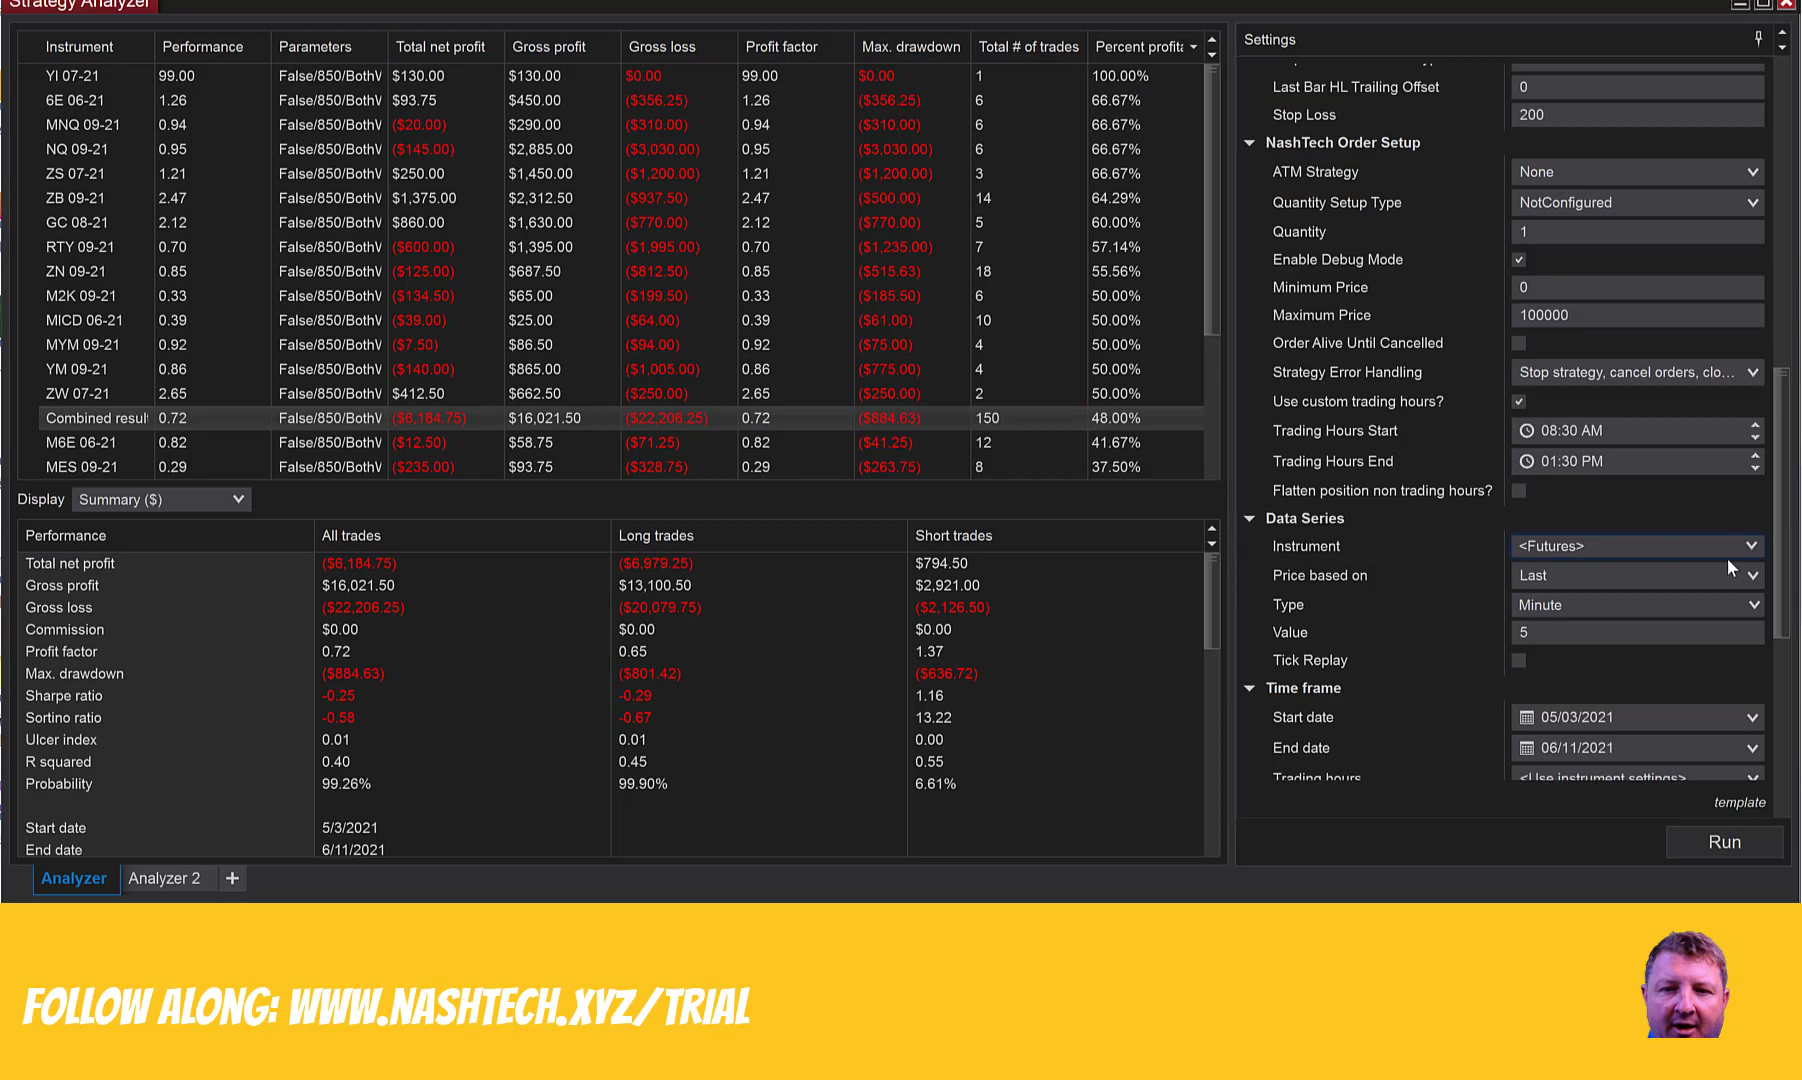 Strategy Analyzer
Instrument Performance Parameters Total net profit Gross profit Gross loss Profit factor Max. drawdown Total # of trades Percent profita
YI 07-21 99.00 False/850/BothV $130.00 $130.00 $0.00 99.00 $0.00 1 100.00%
6E 06-21 1.26 False/850/BothV $93.75 $450.00 ($356.25) 1.26 ($356.25) 6 66.67%
MNQ 09-21 0.94 False/850/BothV ($20.00) $290.00 ($310.00) 0.94 ($310.00) 6 66.67%
NQ 09-21 0.95 False/850/BothV ($145.00) $2,885.00 ($3,030.00) 0.95 ($3,030.00) 6 66.67%
ZS 07-21 1.21 False/850/BothV $250.00 $1,450.00 ($1,200.00) 1.21 ($1,200.00) 3 66.67%
ZB 09-21 2.47 False/850/BothV $1,375.00 $2,312.50 ($937.50) 2.47 ($500.00) 14 64.29%
GC 08-21 2.12 False/850/BothV $860.00 $1,630.00 ($770.00) 2.12 ($770.00) 5 60.00%
RTY 09-21 0.70 False/850/BothV ($600.00) $1,395.00 ($1,995.00) 0.70 ($1,235.00) 7 57.14%
ZN 09-21 0.85 False/850/BothV ($125.00) $687.50 ($812.50) 0.85 ($515.63) 18 55.56%
M2K 09-21 0.33 False/850/BothV ($134.50) $65.00 ($199.50) 0.33 ($185.50) 6 50.00%
MICD 06-21 0.39 False/850/BothV ($39.00) $25.00 ($64.00) 0.39 ($61.00) 10 50.00%
MYM 09-21 0.92 False/850/BothV ($7.50) $86.50 ($94.00) 0.92 ($75.00) 4 50.00%
YM 09-21 0.86 False/850/BothV ($140.00) $865.00 ($1,005.00) 0.86 ($775.00) 4 50.00%
ZW 07-21 2.65 False/850/BothV $412.50 $662.50 ($250.00) 2.65 ($250.00) 2 50.00%
Combined resul 0.72 False/850/BothV ($6,184.75) $16,021.50 ($22,206.25) 0.72 ($884.63) 150 48.00%
M6E 06-21 0.82 False/850/BothV ($12.50) $58.75 ($71.25) 0.82 ($41.25) 12 41.67%
MES 09-21 0.29 False/850/BothV ($235.00) $93.75 ($328.75) 0.29 ($263.75) 8 37.50%
Display Summary ($)
Performance All trades Long trades Short trades
Total net profit ($6,184.75) ($6,979.25) $794.50
Gross profit $16,021.50 $13,100.50 $2,921.00
Gross loss ($22,206.25) ($20,079.75) ($2,126.50)
Commission $0.00 $0.00 $0.00
Profit factor 0.72 0.65 1.37
Max. drawdown ($884.63) ($801.42) ($636.72)
Sharpe ratio -0.25 -0.29 1.16
Sortino ratio -0.58 -0.67 13.22
Ulcer index 0.01 0.01 0.00
R squared 0.40 0.45 0.55
Probability 99.26% 99.90% 6.61%
Start date 5/3/2021
End date 6/11/2021
Analyzer Analyzer 2 +
Settings
Last Bar HL Trailing Offset 0
Stop Loss 200
NashTech Order Setup
ATM Strategy None
Quantity Setup Type NotConfigured
Quantity 1
Enable Debug Mode
Minimum Price 0
Maximum Price 100000
Order Alive Until Cancelled
Strategy Error Handling Stop strategy, cancel orders, clo...
Use custom trading hours?
Trading Hours Start 08:30 AM
Trading Hours End 01:30 PM
Flatten position non trading hours?
Data Series
Instrument <Futures>
Price based on Last
Type Minute
Value 5
Tick Replay
Time frame
Start date 05/03/2021
End date 06/11/2021
Trading hours <Use instrument settings>
template
Run
FOLLOW ALONG: WWW.NASHTECH.XYZ/TRIAL